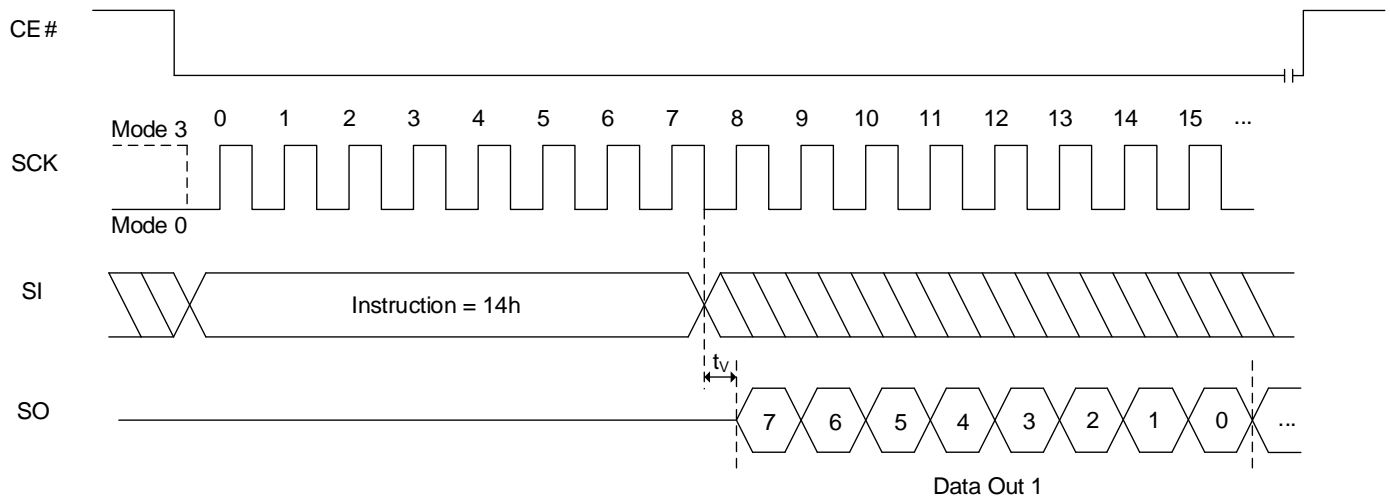 CE#
0 1 2 3 4 5 6 7 8 9 10 11 12 13 14 15 ...
Mode 3
SCK
Mode 0
SI
Instruction = 14h
tV
SO
7 6 5 4 3 2 1 0 ...
Data Out 1